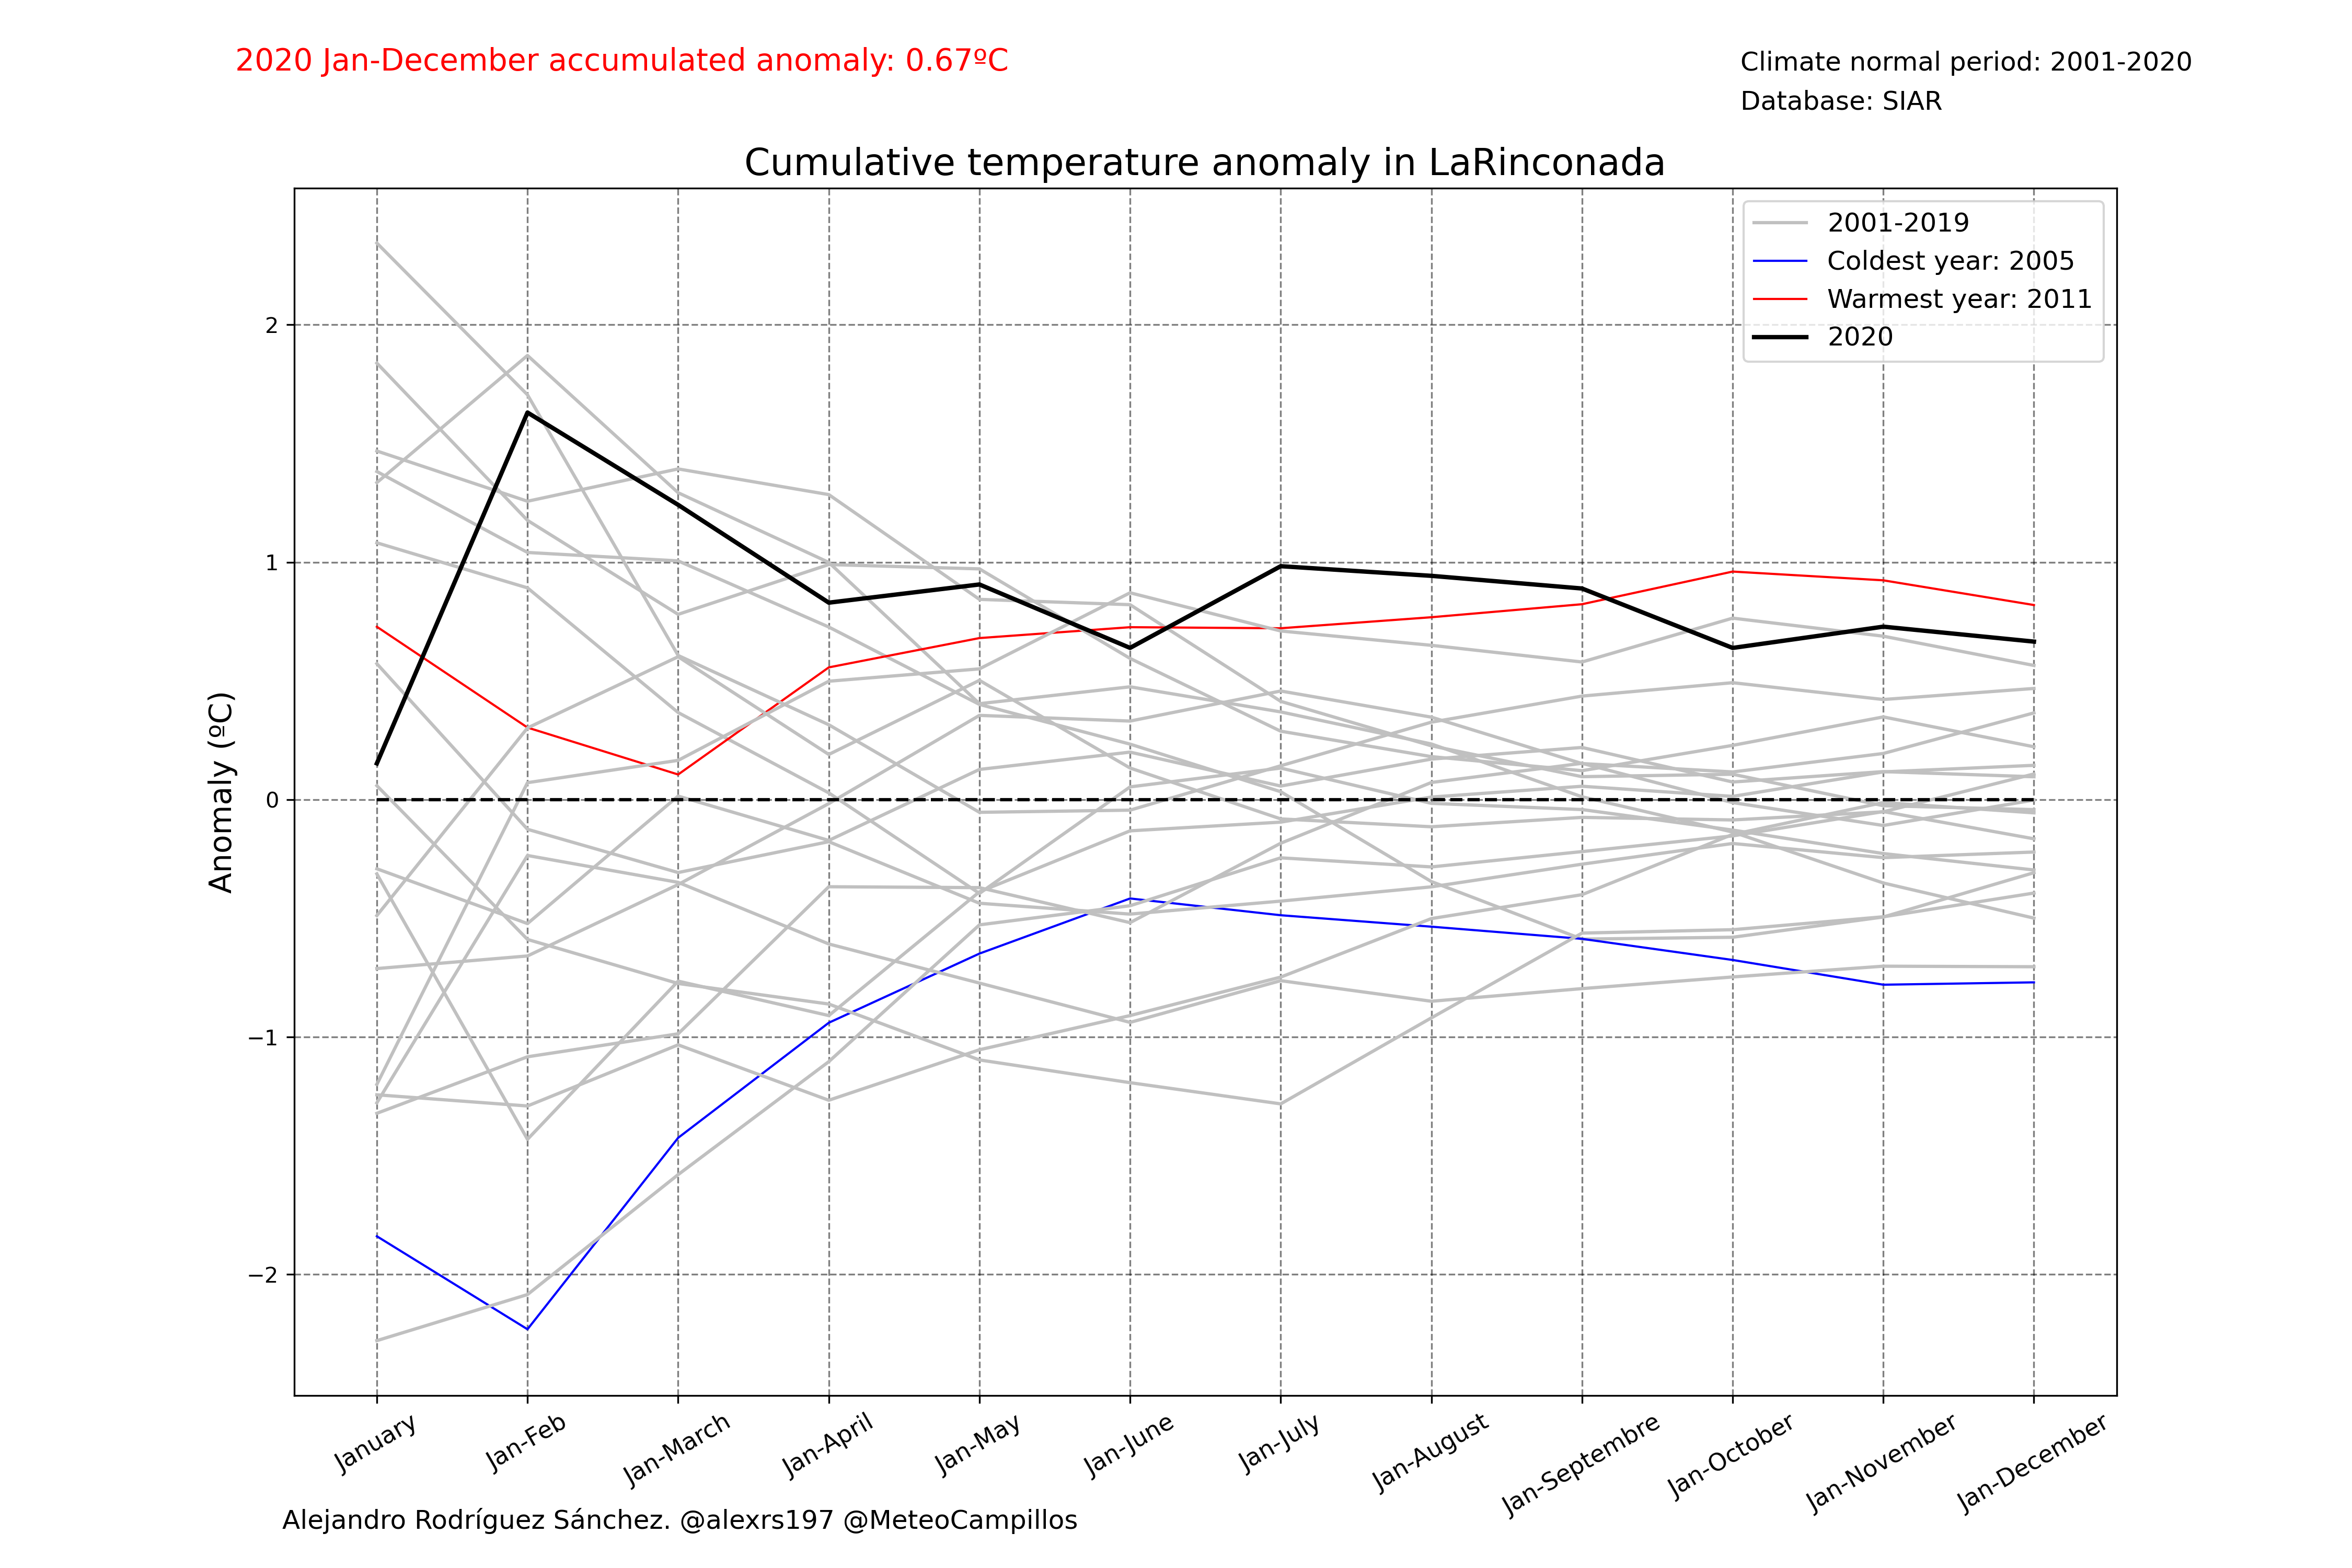 2020 Jan-December accumulated anomaly: 0.67ºC
Climate normal period: 2001-2020
Database: SIAR
Cumulative temperature anomaly in LaRinconada
2001-2019
Coldest year: 2005
Warmest year: 2011
2020
Anomaly (ºC)
2
1
0
−1
−2
January
Jan-Feb
Jan-March
Jan-April
Jan-May
Jan-June
Jan-July
Jan-August
Jan-Septembre
Jan-October
Jan-November
Jan-December
Alejandro Rodríguez Sánchez. @alexrs197 @MeteoCampillos